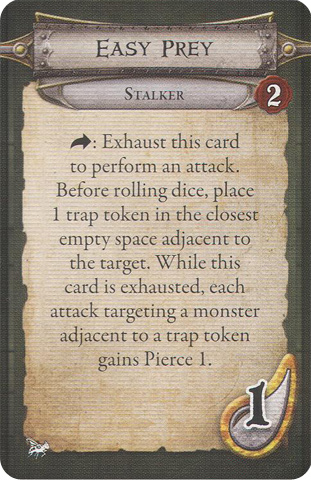 Easy Prey
Stalker
2
: Exhaust this card
to perform an attack.
Before rolling dice, place
1 trap token in the closest
empty space adjacent to
the target. While this
card is exhausted, each
attack targeting a monster
adjacent to a trap token
gains Pierce 1.
1